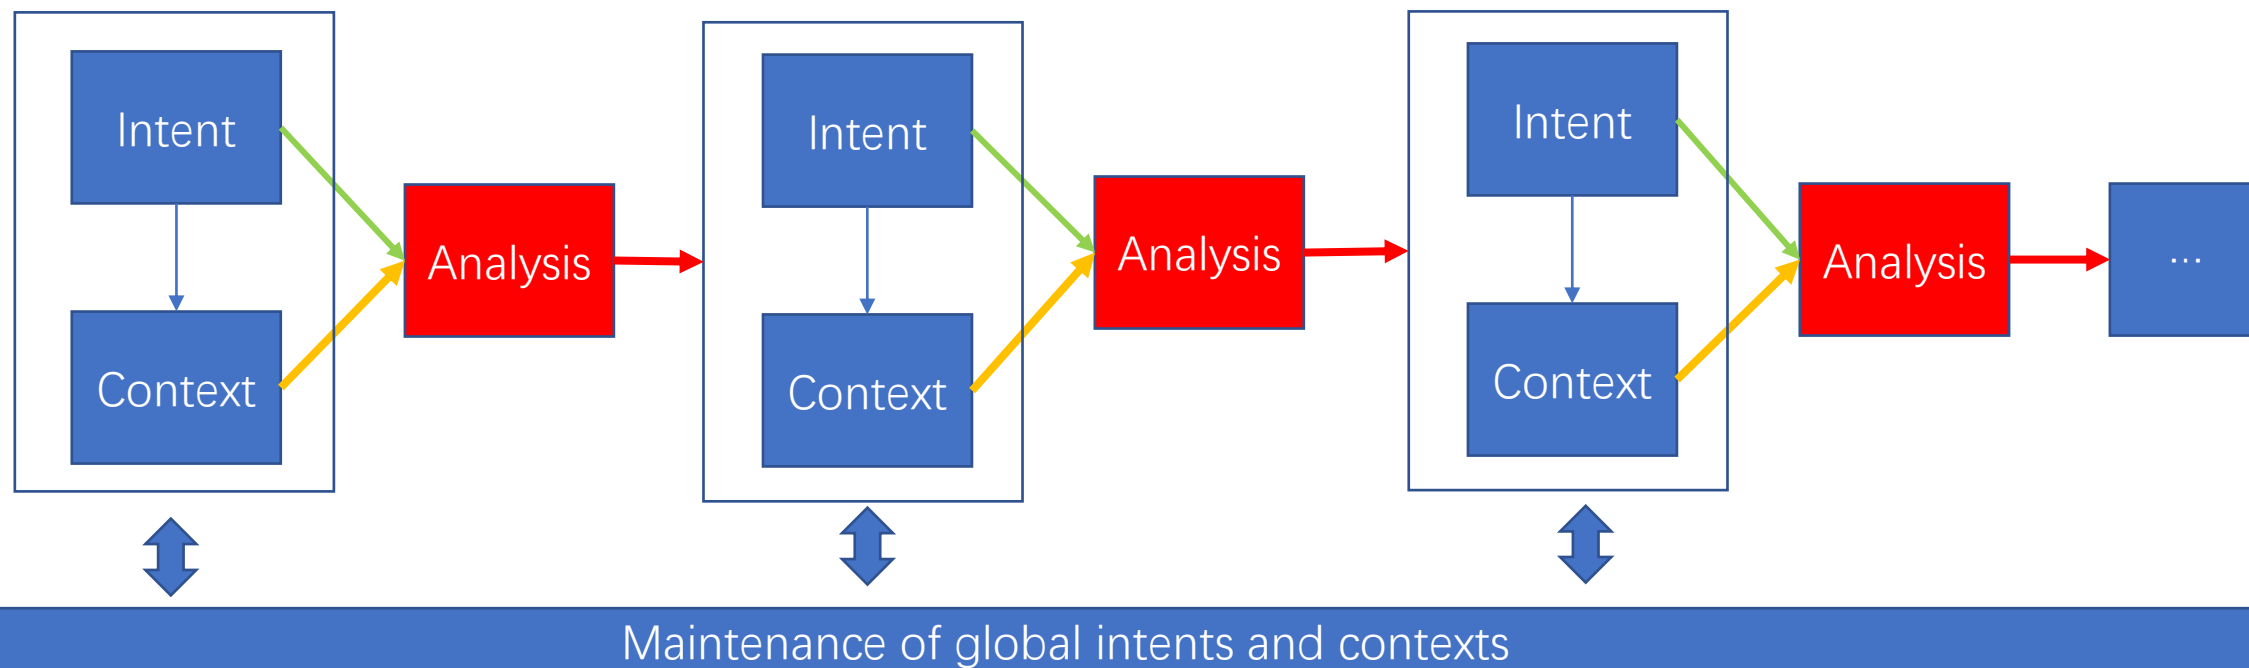 Intent
Context
Analysis
Intent
Context
Analysis
Intent
Context
Analysis
...
Maintenance of global intents and contexts